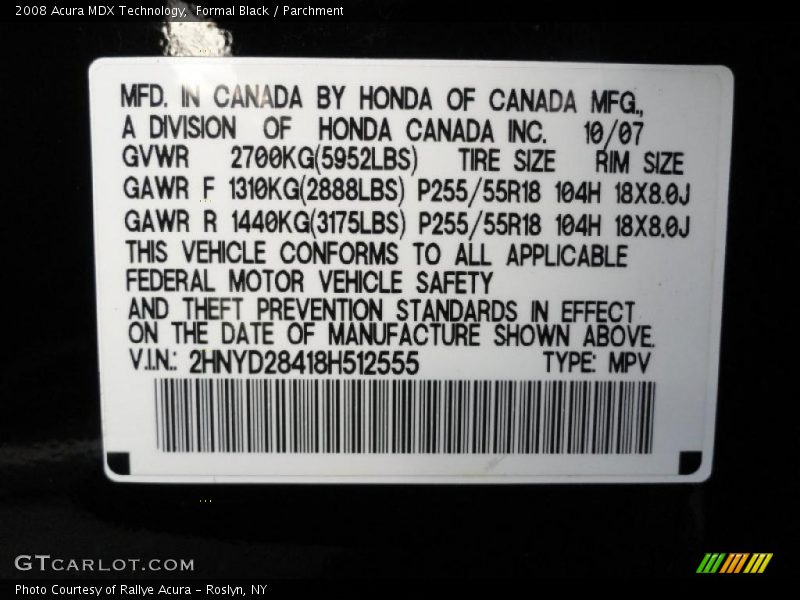 2008 Acura MDX Technology,  Formal Black / Parchment
MFD. IN CANADA BY HONDA OF CANADA MFG.,
A DIVISION OF HONDA CANADA INC. 10/07
GVWR 2700KG(5952LBS) TIRE SIZE RIM SIZE
GAWR F 1310KG(2888LBS) P255/55R18 104H 18X8.0J
GAWR R 1440KG(3175LBS) P255/55R18 104H 18X8.0J
THIS VEHICLE CONFORMS TO ALL APPLICABLE
FEDERAL MOTOR VEHICLE SAFETY
AND THEFT PREVENTION STANDARDS IN EFFECT
ON THE DATE OF MANUFACTURE SHOWN ABOVE.
V.I.N.: 2HNYD28418H512555 TYPE: MPV
GTCARLOT.COM
Photo Courtesy of Rallye Acura - Roslyn, NY